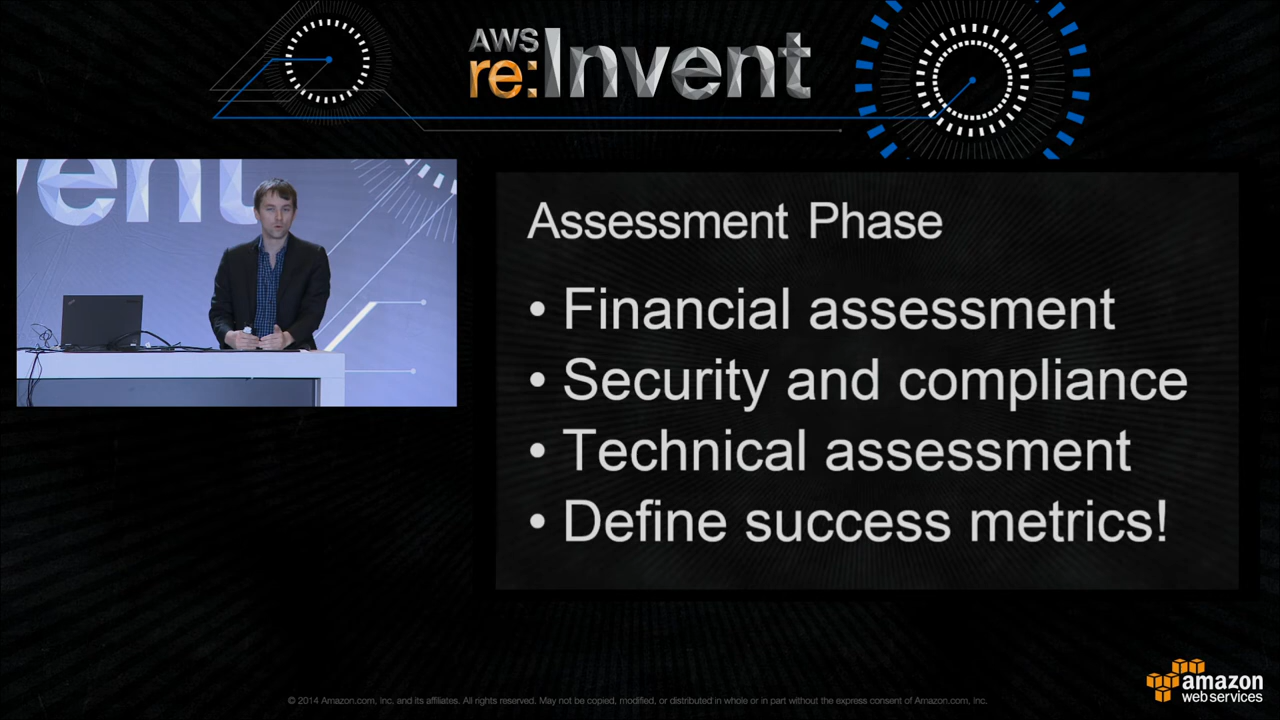 AWS
re:Invent
vent
Assessment Phase
• Financial assessment
• Security and compliance
• Technical assessment
• Define success metrics!
© 2014 Amazon.com, Inc, and its affiliates. All rights reserved. May not be copied, modified, or distributed in whole or in part without the express consent of Amazon.com, Inc.
amazon
web services